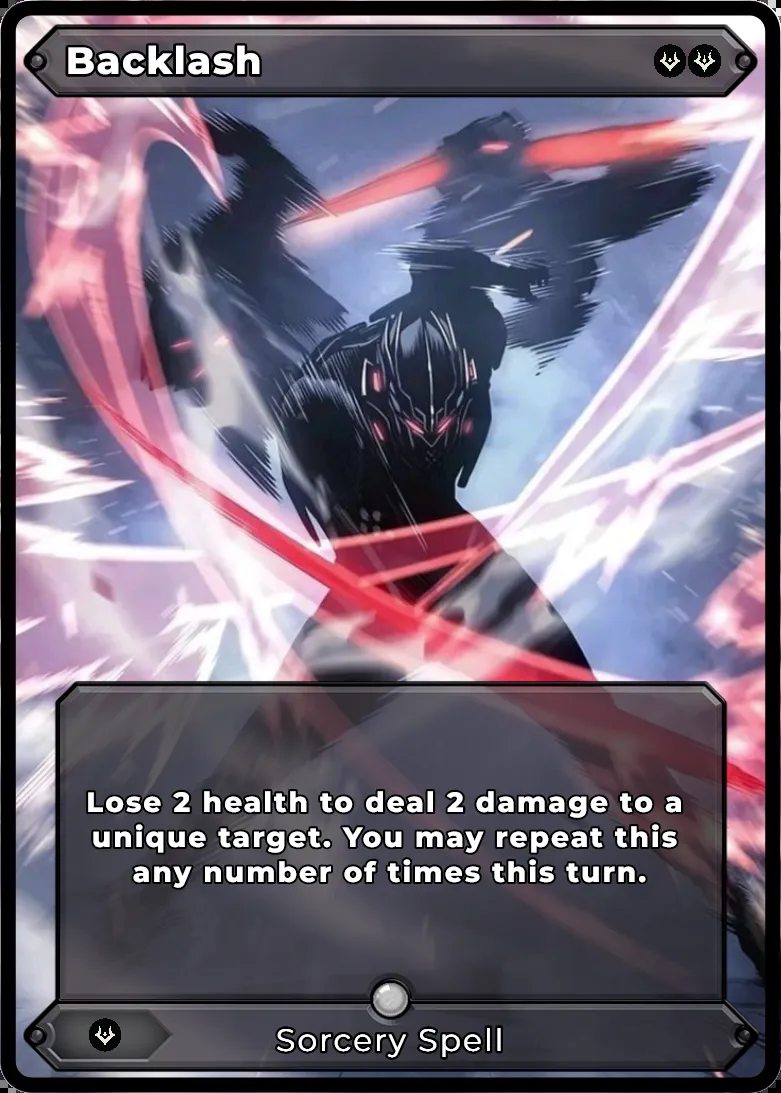 Backlash
Lose 2 health to deal 2 damage to a
unique target. You may repeat this
any number of times this turn.
Sorcery Spell